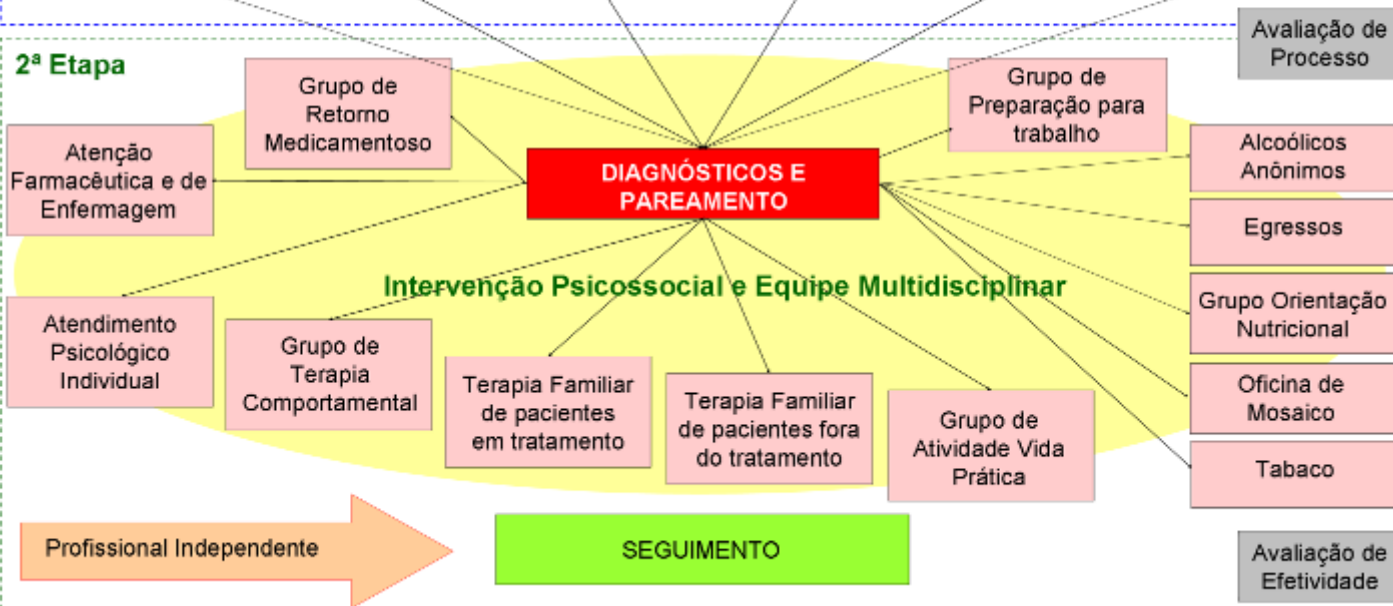 Avaliação de
Processo
2ª Etapa
Grupo de
Retorno
Medicamentoso
Grupo de
Preparação para
trabalho
Atenção
Farmacêutica e de
Enfermagem
DIAGNÓSTICOS E
PAREAMENTO
Alcoólicos
Anônimos
Egressos
Intervenção Psicossocial e Equipe Multidisciplinar
Grupo Orientação
Nutricional
Atendimento
Psicológico
Individual
Grupo de
Terapia
Comportamental
Terapia Familiar
de pacientes
em tratamento
Terapia Familiar
de pacientes fora
do tratamento
Grupo de
Atividade Vida
Prática
Oficina de
Mosaico
Tabaco
Profissional Independente
SEGUIMENTO
Avaliação de
Efetividade